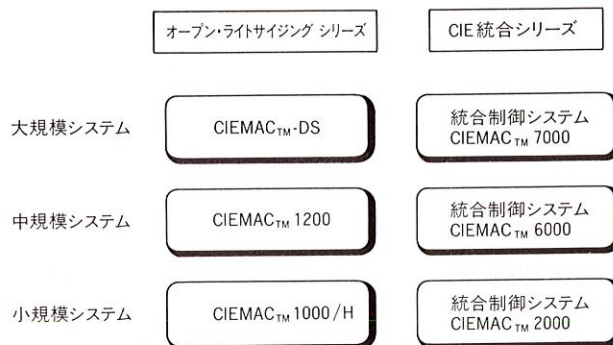 オープン・ライトサイジング シリーズ
CIE統合シリーズ
大規模システム
CIEMAC™-DS
統合制御システム
CIEMAC™ 7000
中規模システム
CIEMAC™ 1200
統合制御システム
CIEMAC™ 6000
小規模システム
CIEMAC™ 1000/H
統合制御システム
CIEMAC™ 2000